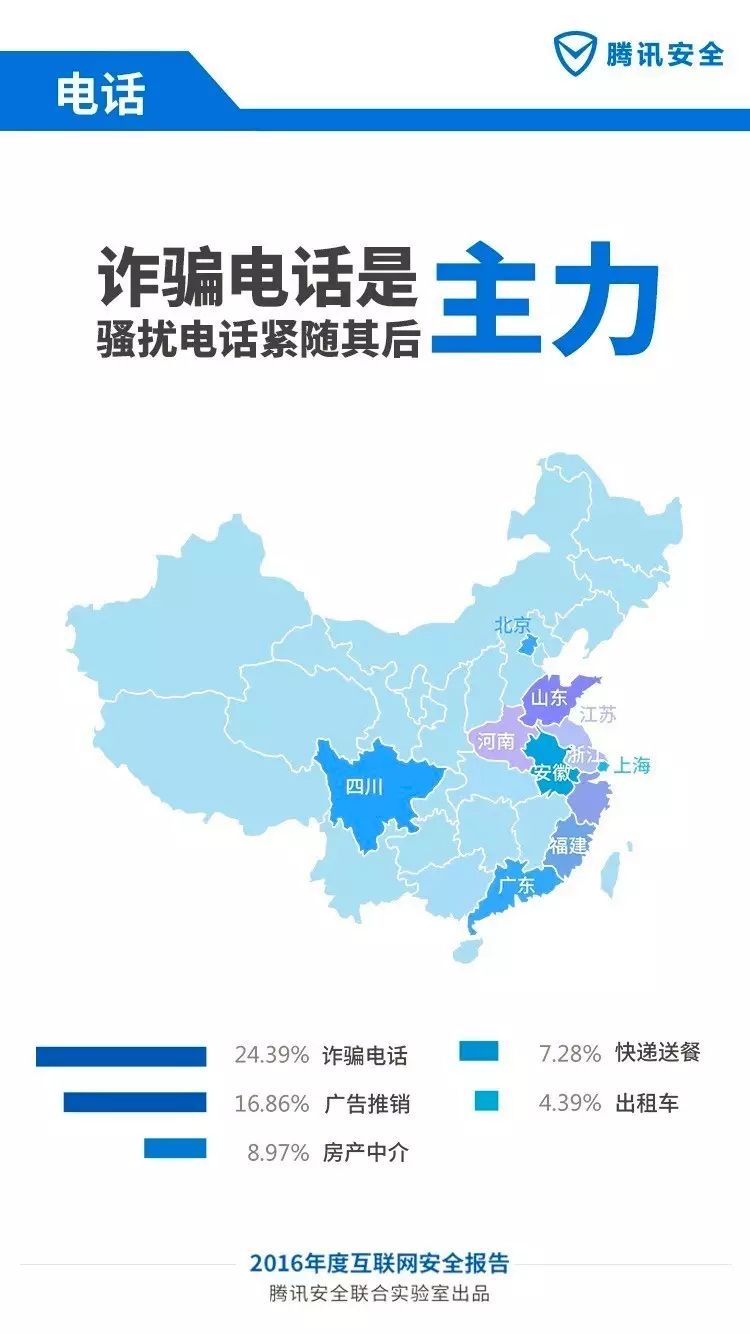 腾讯安全
电话
诈骗电话是
主力
骚扰电话紧随其后
北京
山东
江苏
河南
浙江
上海
安徽
四川
福建
广东
24.39% 诈骗电话
7.28% 快递送餐
16.86% 广告推销
4.39% 出租车
8.97% 房产中介
2016年度互联网安全报告
腾讯安全联合实验室出品